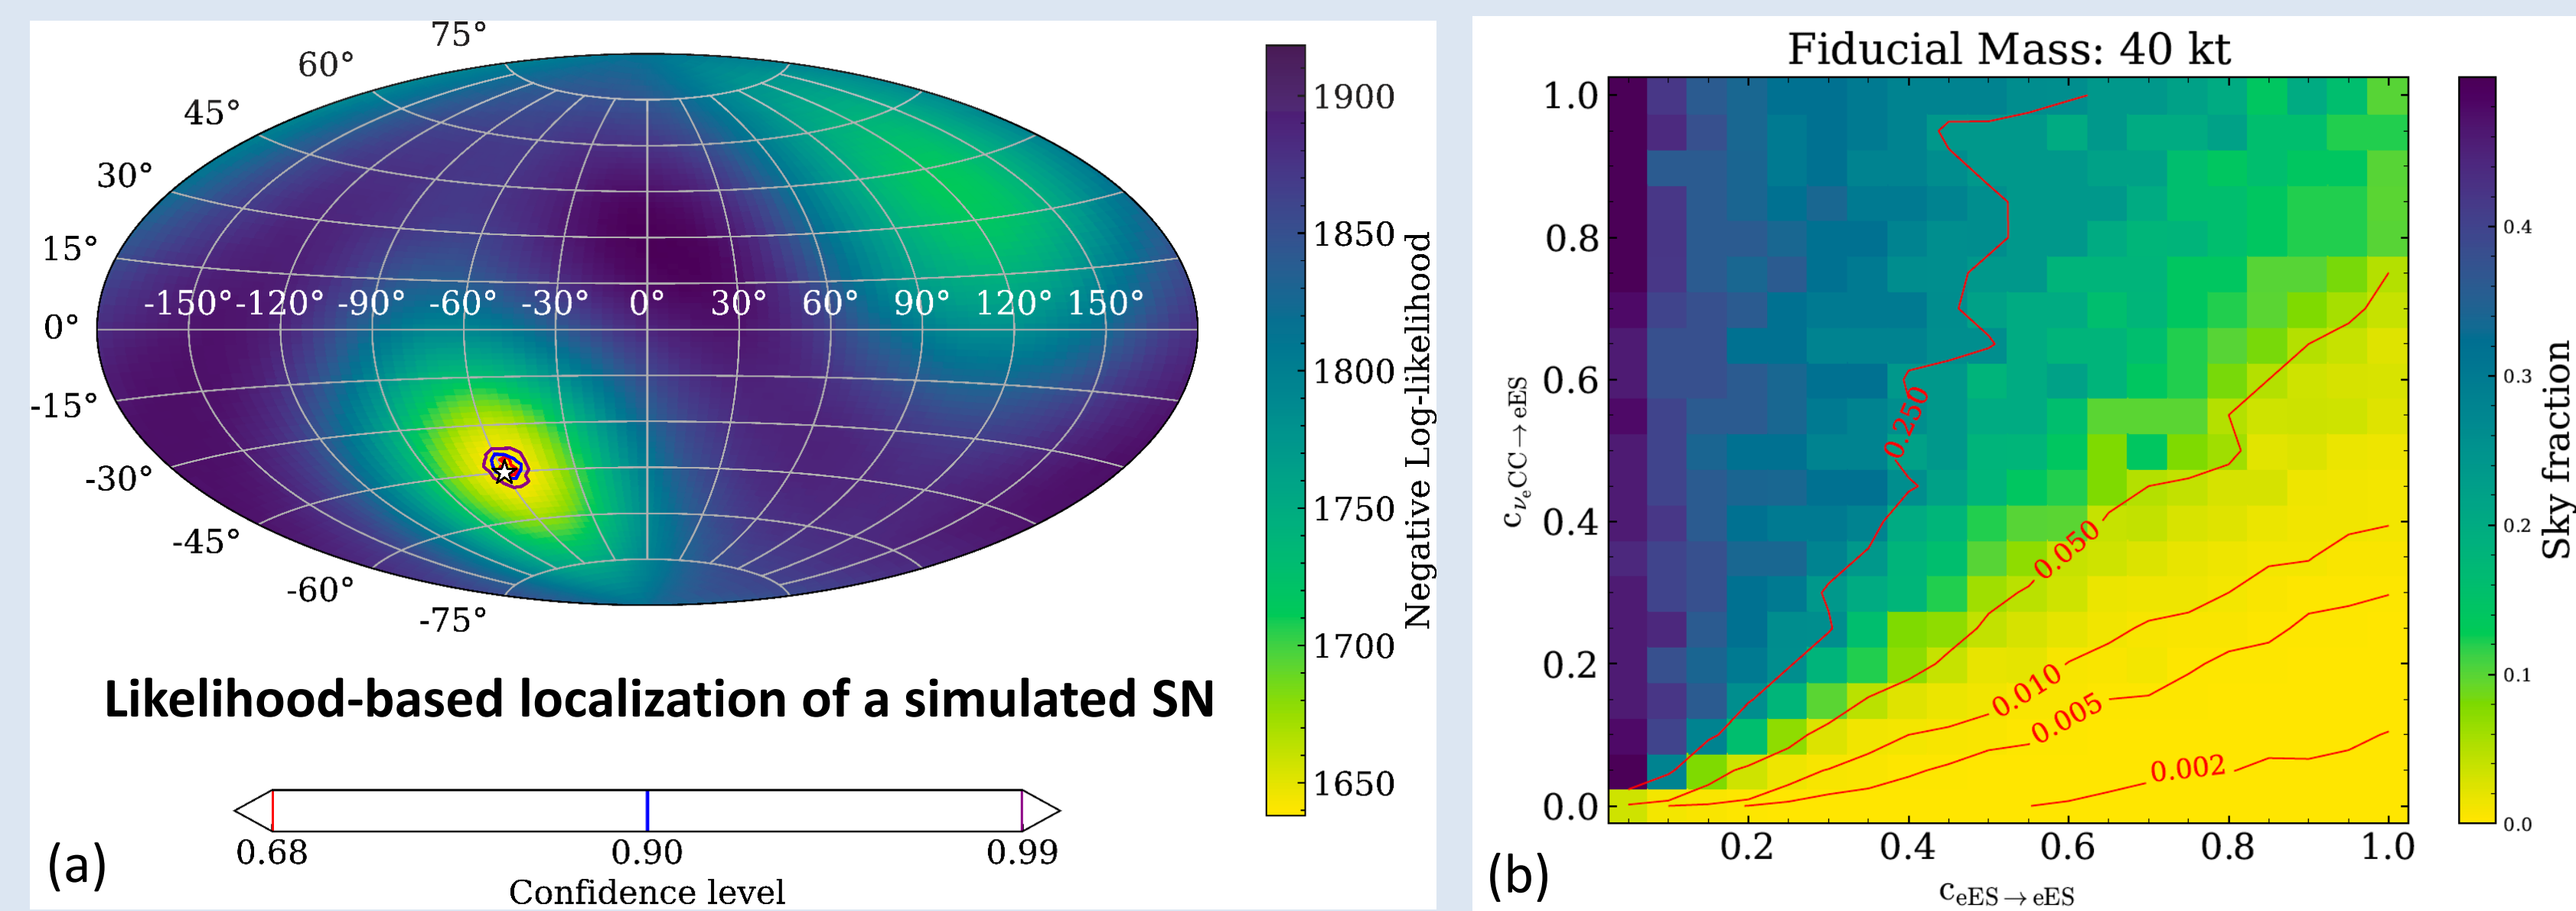 75°
60°
45°
30°
15°
0°
-15°
-30°
-45°
-60°
-75°
-150° -120° -90° -60° -30° 0° 30° 60° 90° 120° 150°
1900
1850
1800
1750
1700
1650
Negative Log-likelihood
Likelihood-based localization of a simulated SN
0.68 0.90 0.99
Confidence level
(a)
Fiducial Mass: 40 kt
1.0
0.8
0.6
0.4
0.2
0.0
c_{ν_e CC → eES}
0.250
0.050
0.010
0.005
0.002
0.2 0.4 0.6 0.8 1.0
c_{eES → eES}
0.4
0.3
0.2
0.1
0.0
Sky fraction
(b)